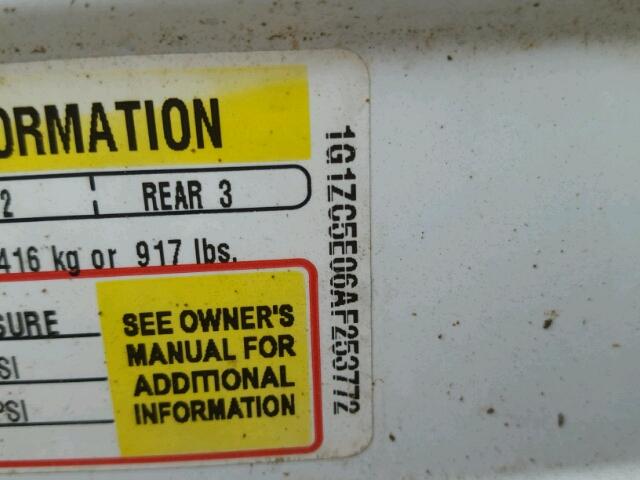 ORMATION
2 REAR 3
416 kg or 917 lbs.
SURE
SI
PSI
SEE OWNER'S
MANUAL FOR
ADDITIONAL
INFORMATION
1G1ZC5E06AF253772